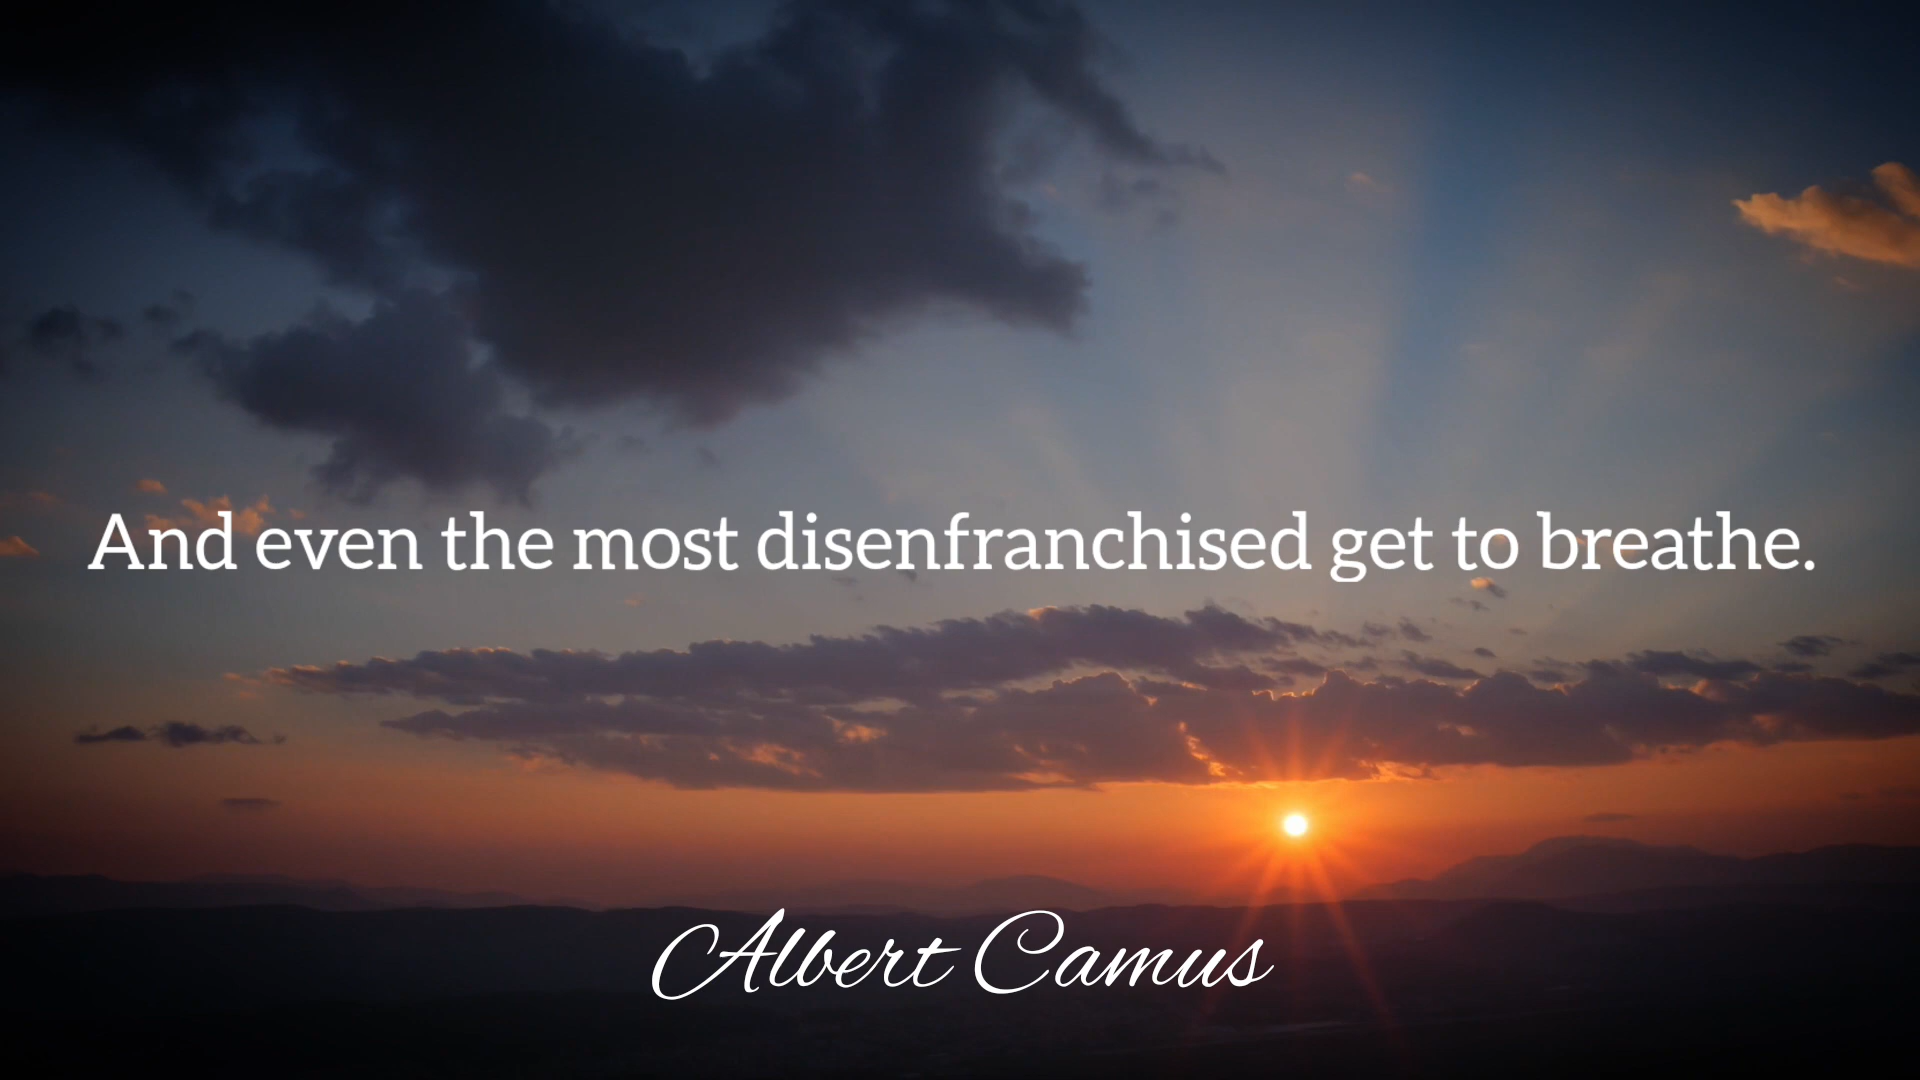 And even the most disenfranchised get to breathe.
Albert Camus